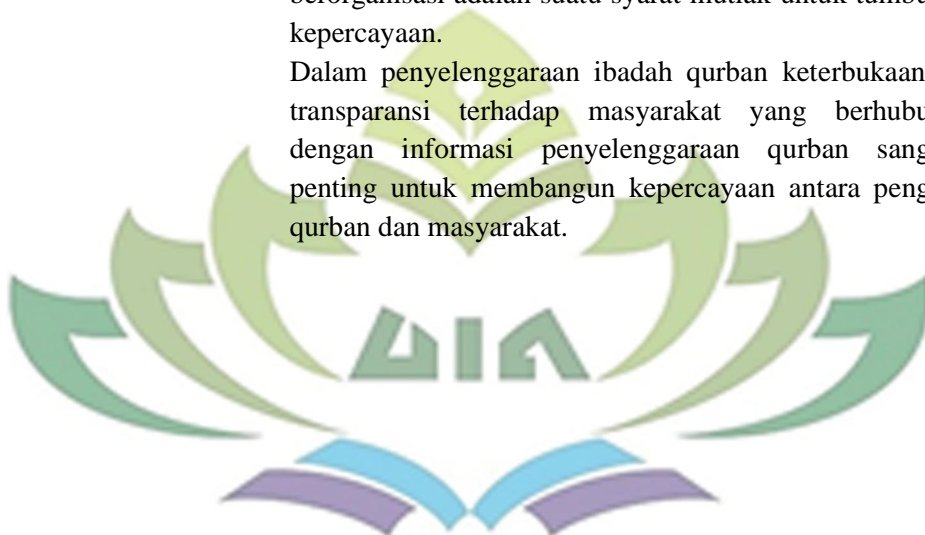 kepercayaan.
Dalam penyelenggaraan ibadah qurban keterbukaan
transparansi terhadap masyarakat yang
dengan informasi penyelenggaraan qurban
penting untuk membangun kepercayaan antara
qurban dan masyarakat.
UIN